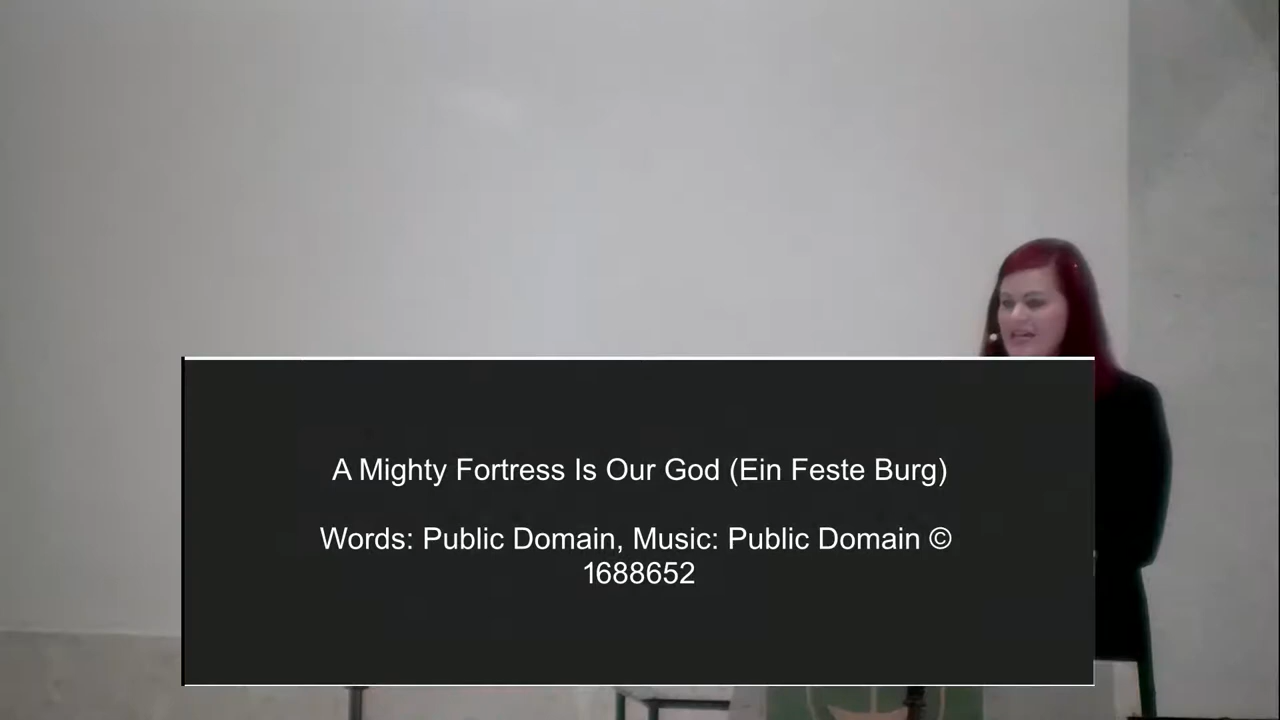 A Mighty Fortress Is Our God (Ein Feste Burg)
Words: Public Domain, Music: Public Domain ©
1688652